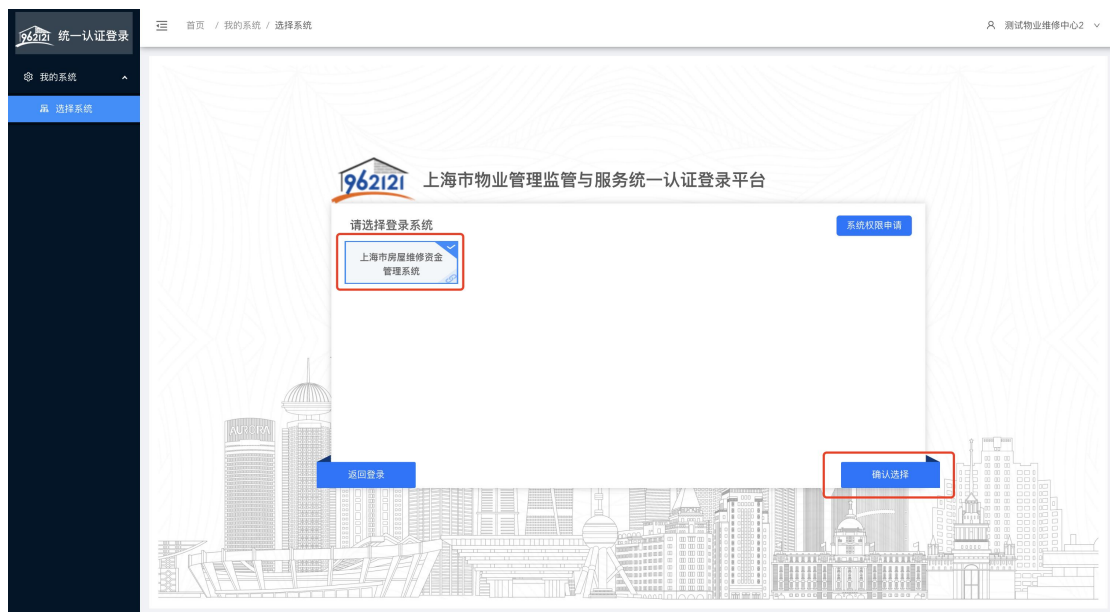 962121 统一认证登录
首页 / 我的系统 / 选择系统
测试物业维修中心2
我的系统
选择系统
962121 上海市物业管理监管与服务统一认证登录平台
请选择登录系统
系统权限申请
上海市房屋维修资金
管理系统
AURORA
返回登录
确认选择